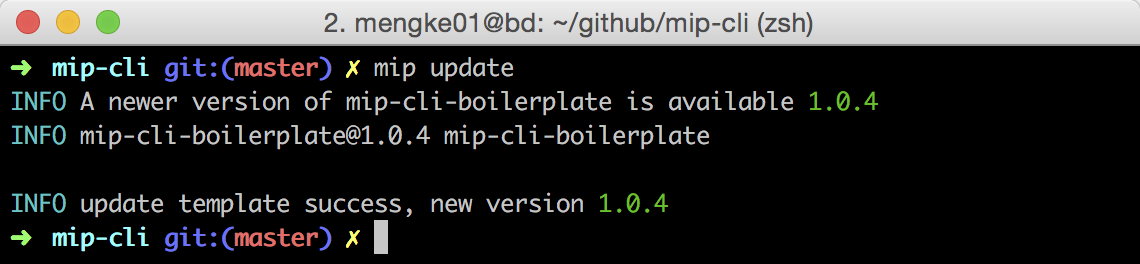 2. mengke01@bd: ~/github/mip-cli (zsh)
➜ mip-cli git:(master) ✗ mip update
INFO A newer version of mip-cli-boilerplate is available 1.0.4
INFO mip-cli-boilerplate@1.0.4 mip-cli-boilerplate
INFO update template success, new version 1.0.4
➜ mip-cli git:(master) ✗